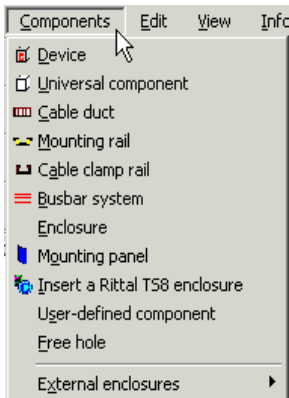 Components Edit View Info
Device
Universal component
Cable duct
Mounting rail
Cable clamp rail
Busbar system
Enclosure
Mounting panel
Insert a Rittal TS8 enclosure
User-defined component
Free hole
External enclosures